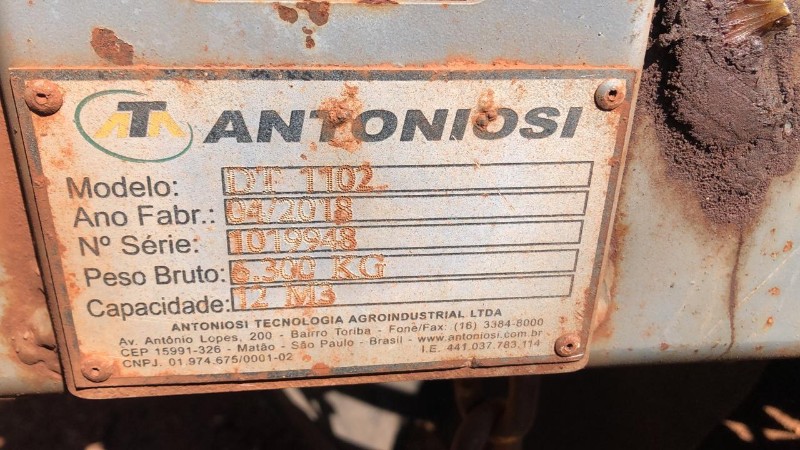 ANTONIOSI
Modelo: DT 1102
Ano Fabr.: 04/2018
Nº Série: 1019948
Peso Bruto: 6.300 KG
Capacidade: 12 M3
ANTONIOSI TECNOLOGIA AGROINDUSTRIAL LTDA
Av. Antônio Lopes, 200 - Bairro Toriba - Fone/Fax: (16) 3384-8000
CEP 15991-326 - Matão - São Paulo - Brasil - www.antoniosi.com.br
CNPJ. 01.974.675/0001-02 I.E. 441.037.783.114